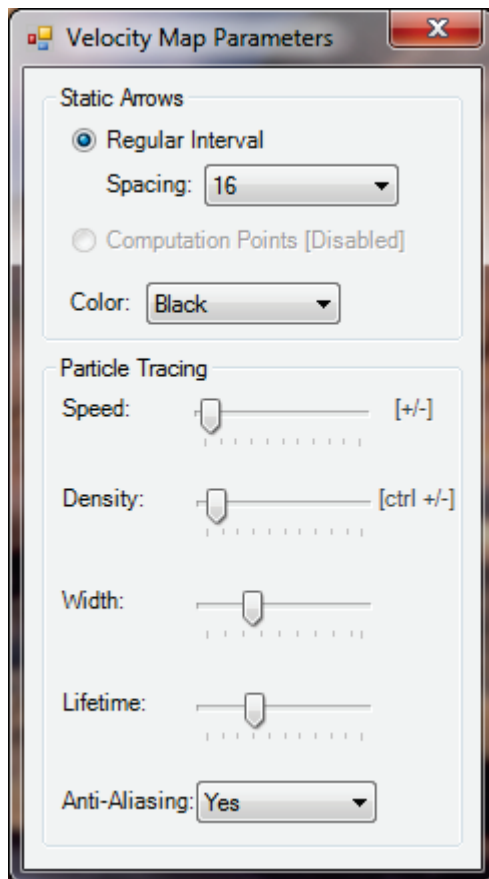 Velocity Map Parameters
Static Arrows
Regular Interval
Spacing: 16
Computation Points [Disabled]
Color: Black
Particle Tracing
Speed: [+/-]
Density: [ctrl +/-]
Width:
Lifetime:
Anti-Aliasing: Yes